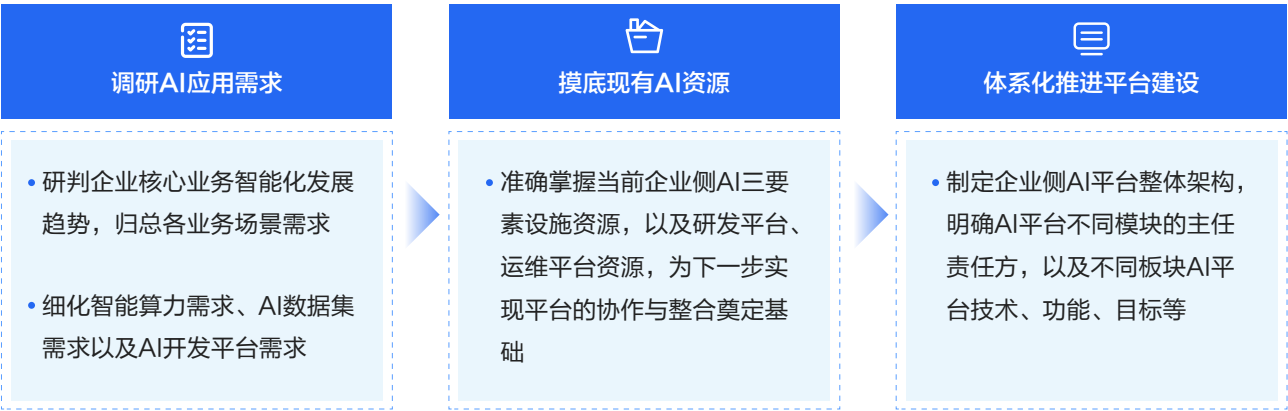 调研AI应用需求
研判企业核心业务智能化发展
趋势，归总各业务场景需求
细化智能算力需求、AI数据集
需求以及AI开发平台需求
摸底现有AI资源
准确掌握当前企业侧AI三要
素设施资源，以及研发平台、
运维平台资源，为下一步实
现平台的协作与整合奠定基
础
体系化推进平台建设
制定企业侧AI平台整体架构，
明确AI平台不同模块的主任
责任方，以及不同板块AI平
台技术、功能、目标等